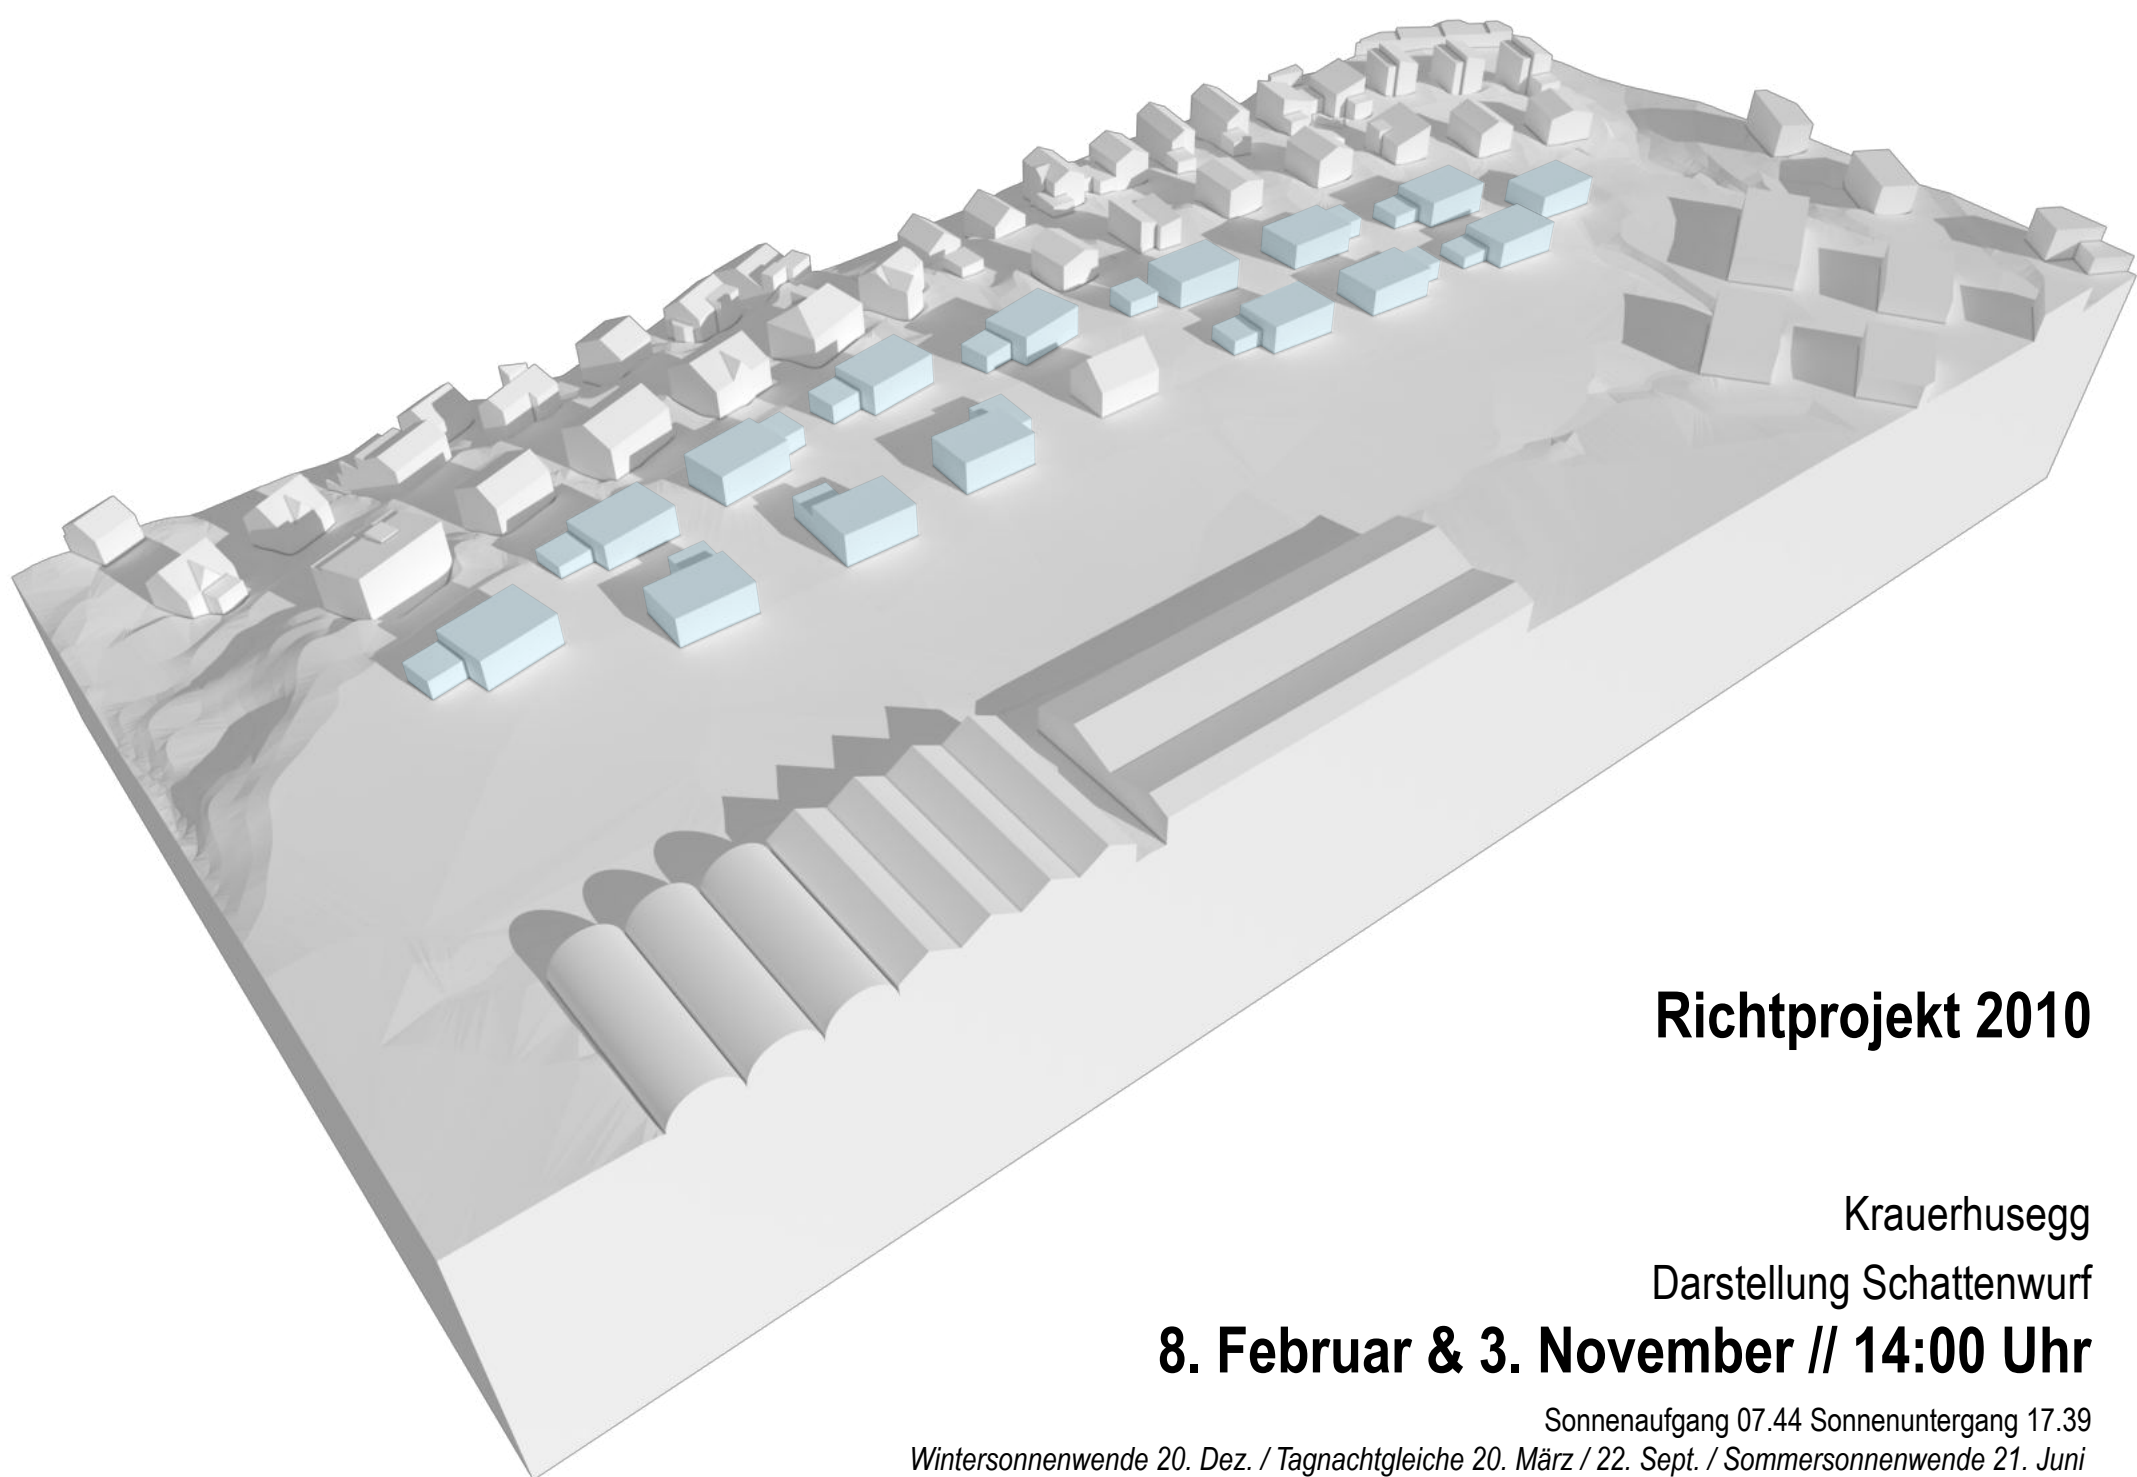 Richtprojekt 2010
Krauerhusegg
Darstellung Schattenwurf
8. Februar & 3. November // 14:00 Uhr
Sonnenaufgang 07.44 Sonnenuntergang 17.39
Wintersonnenwende 20. Dez. / Tagnachtgleiche 20. März / 22. Sept. / Sommersonnenwende 21. Juni